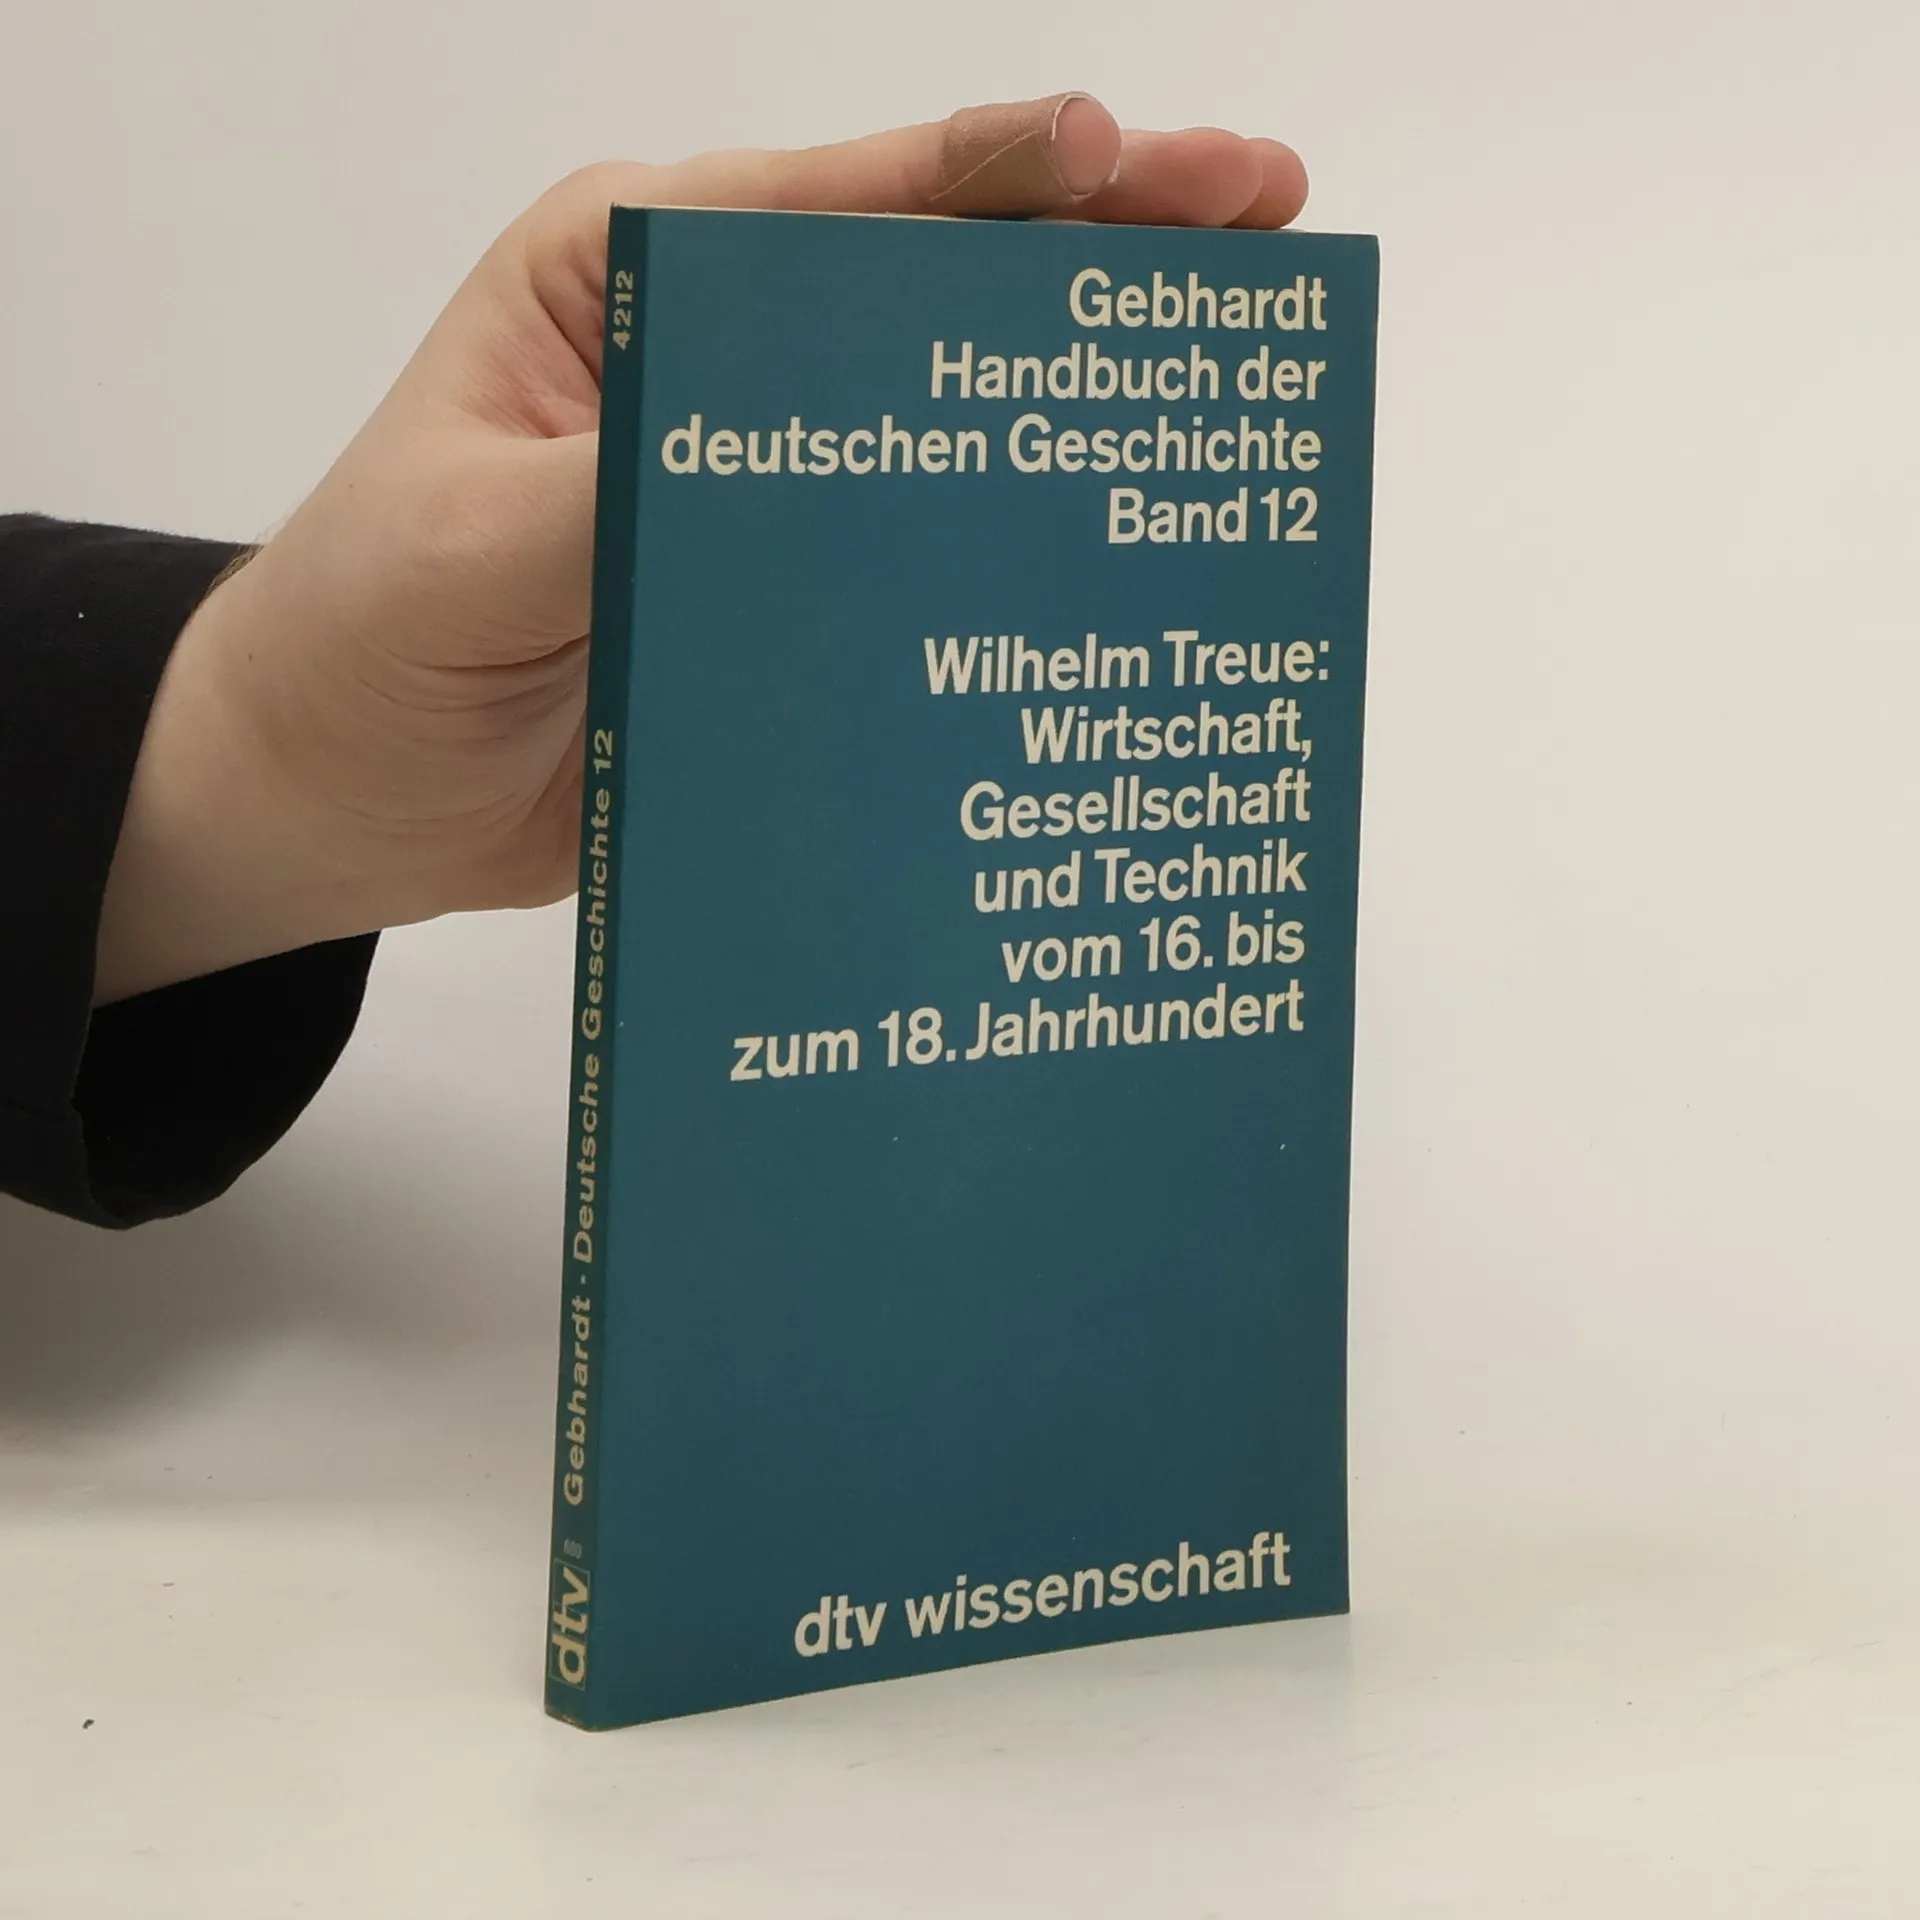 Gebhardt
Handbuch der
deutschen Geschichte
Band 12
Wilhelm Treue:
Wirtschaft,
Gesellschaft
und Technik
vom 16. bis
zum 18. Jahrhundert
dtv wissenschaft
4212
Gebhardt · Deutsche Geschichte 12
dtv